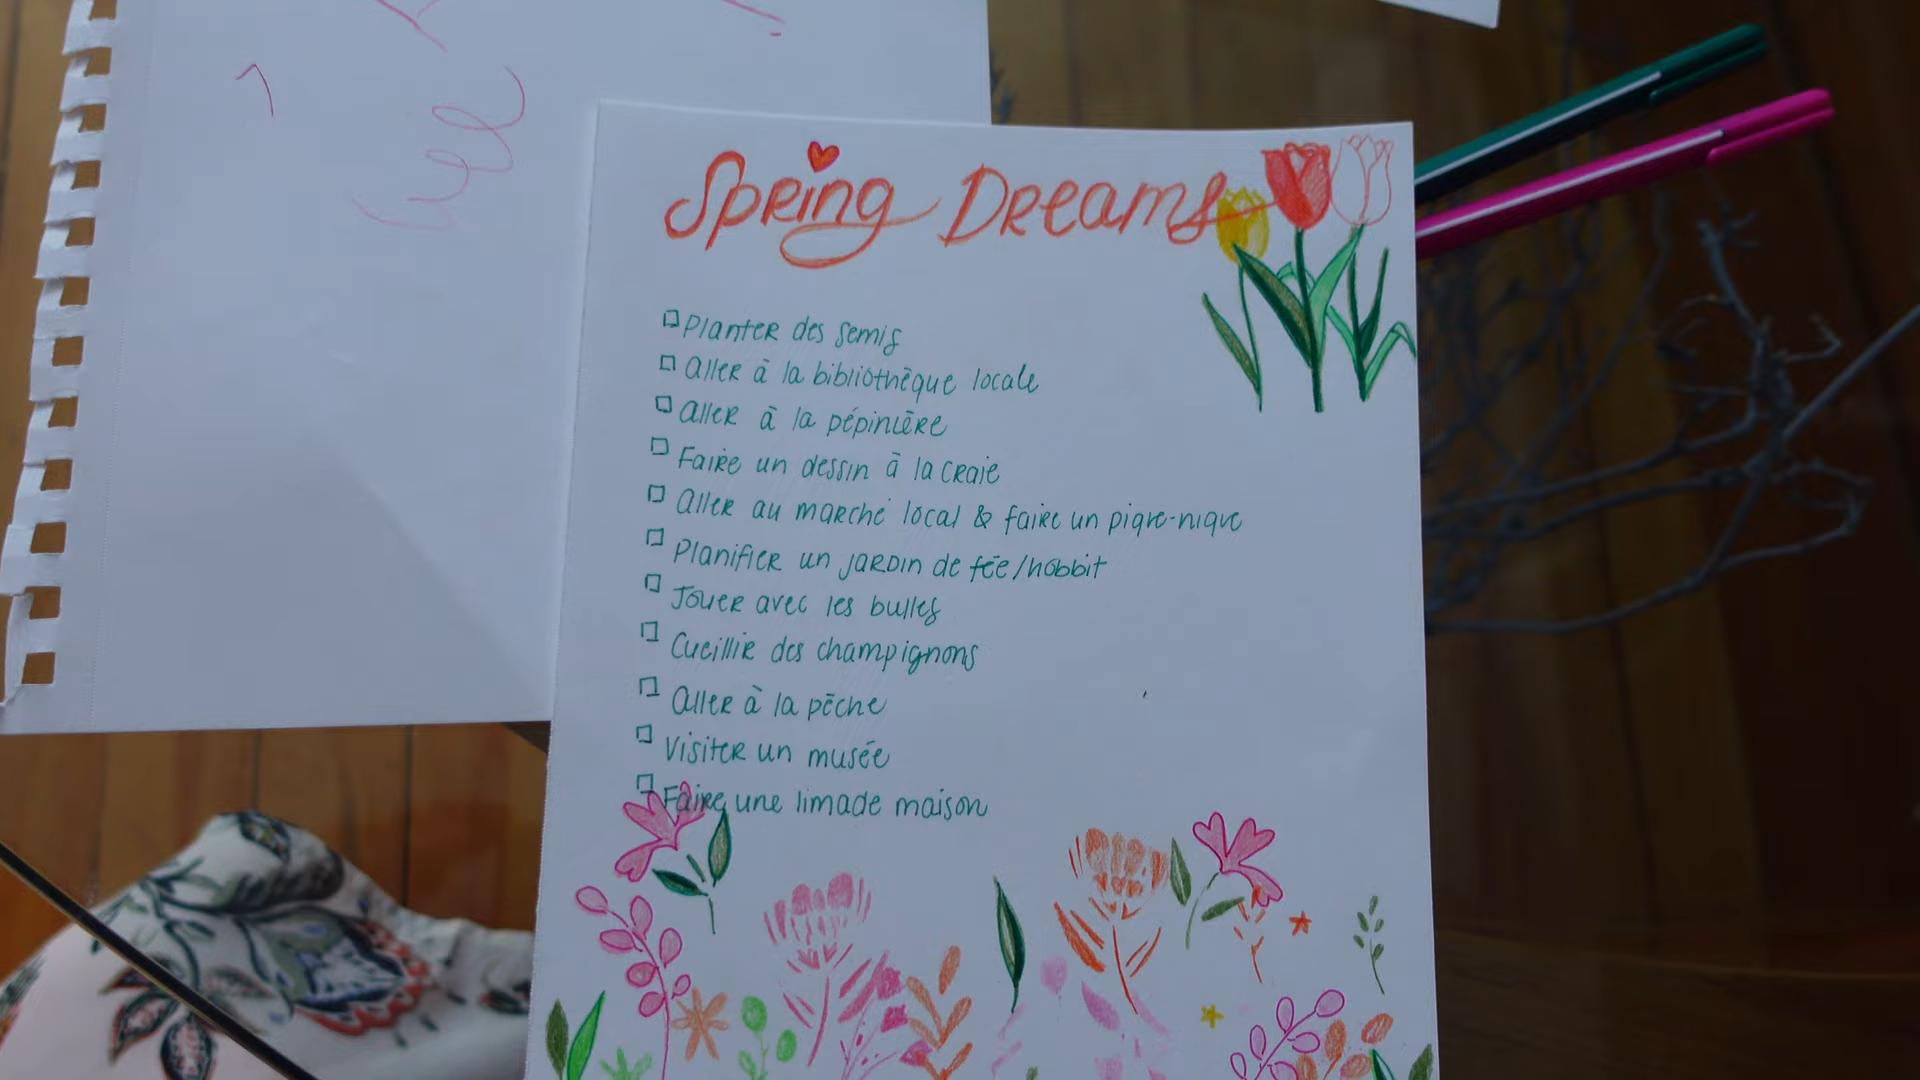 Spring Dreams
Planter des semis
Aller à la bibliothèque locale
Aller à la pépinière
Faire un dessin à la craie
Aller au marché local & faire un pique-nique
Planifier un jardin de fée/hobbit
Jouer avec les bulles
Cueillir des champignons
Aller à la pêche
Visiter un musée
Faire une limade maison